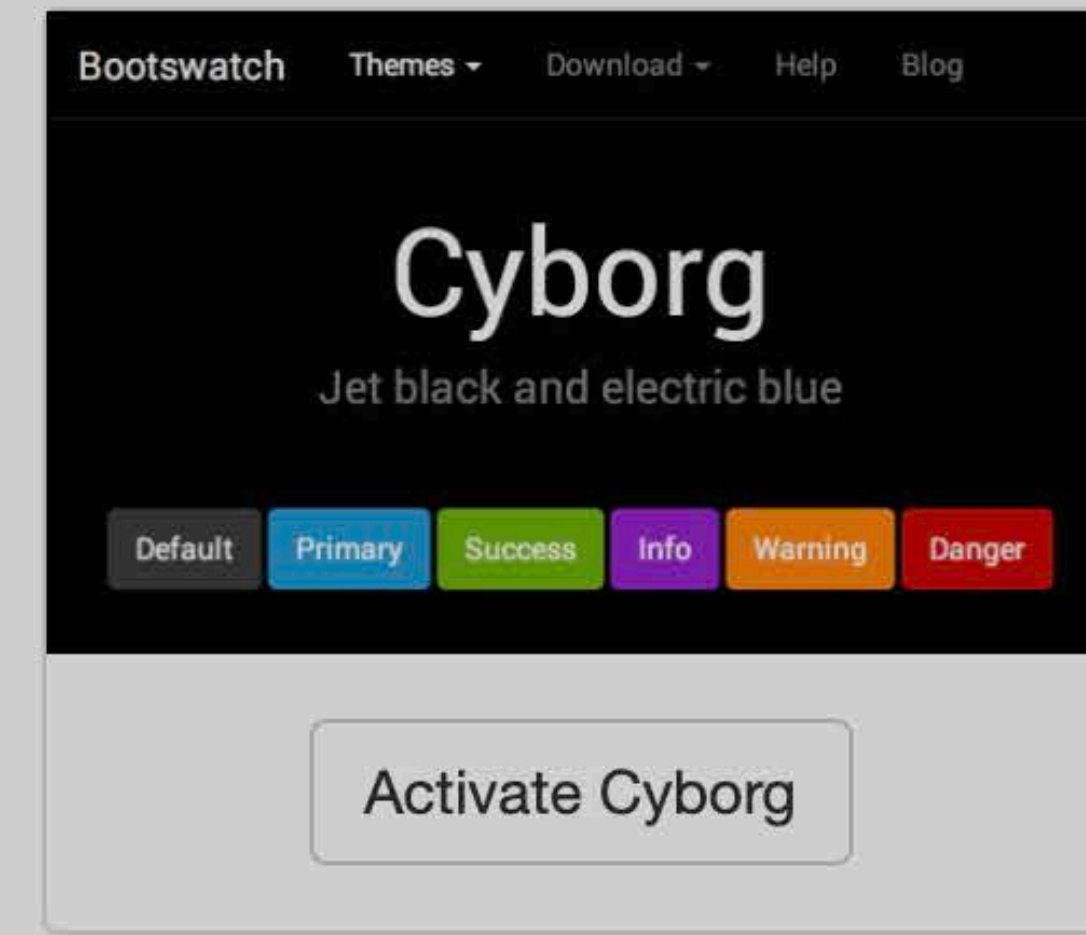 Bootswatch Themes Download Help Blog
Cyborg
Jet black and electric blue
Default Primary Success Info Warning Danger
Activate Cyborg